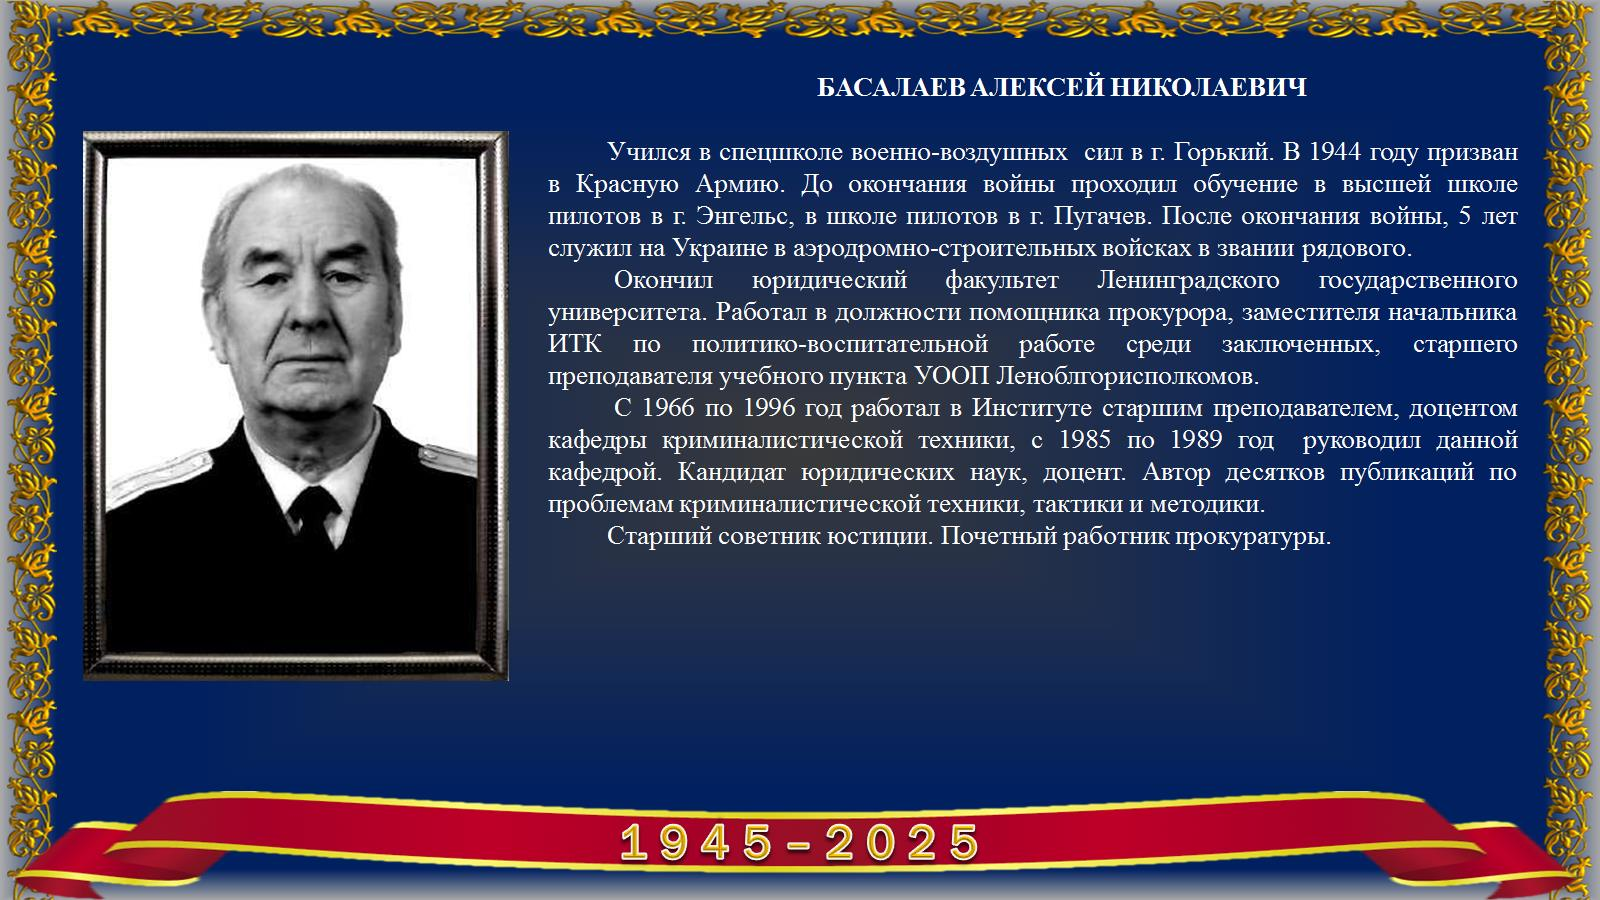 БАСАЛАЕВ АЛЕКСЕЙ НИКОЛАЕВИЧ
Учился в спецшколе военно-воздушных сил в г. Горький. В 1944 году призван
в Красную Армию. До окончания войны проходил обучение в высшей школе
пилотов в г. Энгельс, в школе пилотов в г. Пугачев. После окончания войны, 5 лет
служил на Украине в аэродромно-строительных войсках в звании рядового.
Окончил юридический факультет Ленинградского государственного
университета. Работал в должности помощника прокурора, заместителя начальника
ИТК по политико-воспитательной работе среди заключенных, старшего
преподавателя учебного пункта УООП Леноблгорисполкомов.
С 1966 по 1996 год работал в Институте старшим преподавателем, доцентом
кафедры криминалистической техники, с 1985 по 1989 год руководил данной
кафедрой. Кандидат юридических наук, доцент. Автор десятков публикаций по
проблемам криминалистической техники, тактики и методики.
Старший советник юстиции. Почетный работник прокуратуры.
1945–2025